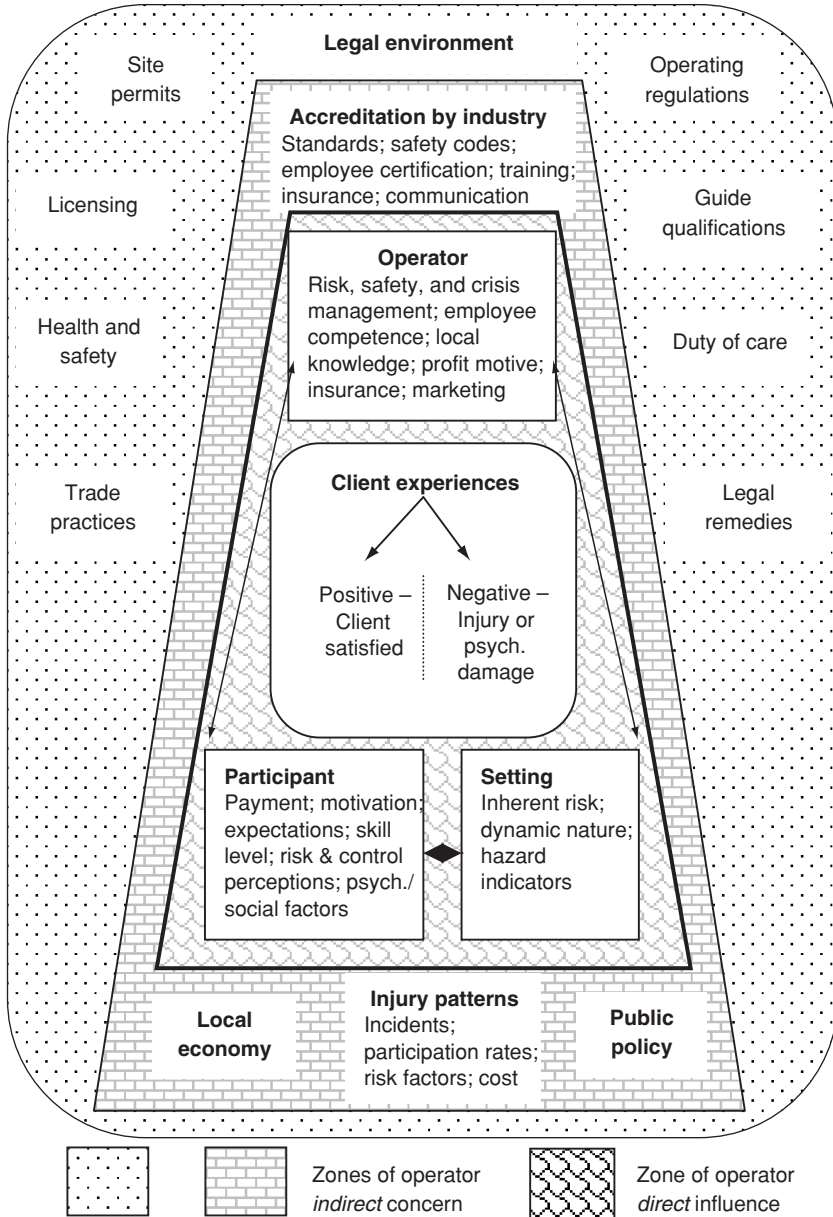 Legal environment
Site
permits
Operating
regulations
Accreditation by industry
Standards; safety codes;
employee certification; training;
insurance; communication
Licensing
Guide
qualifications
Operator
Risk, safety, and crisis
management; employee
competence; local
knowledge; profit motive;
insurance; marketing
Health and
safety
Duty of care
Client experiences
Trade
practices
Legal
remedies
Positive –
Client
satisfied
Negative –
Injury or
psych.
damage
Participant
Payment; motivation;
expectations; skill
level; risk & control
perceptions; psych./
social factors
Setting
Inherent risk;
dynamic nature;
hazard
indicators
Local
economy
Injury patterns
Incidents;
participation rates;
risk factors; cost
Public
policy
Zones of operator
indirect concern
Zone of operator
direct influence